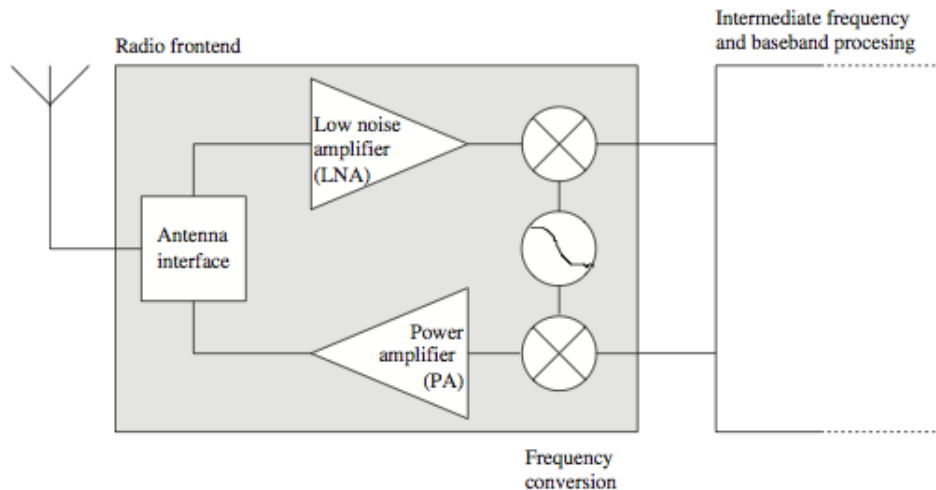 Radio frontend
Intermediate frequency
and baseband procesing
Low noise
amplifier
(LNA)
Antenna
interface
Power
amplifier
(PA)
Frequency
conversion